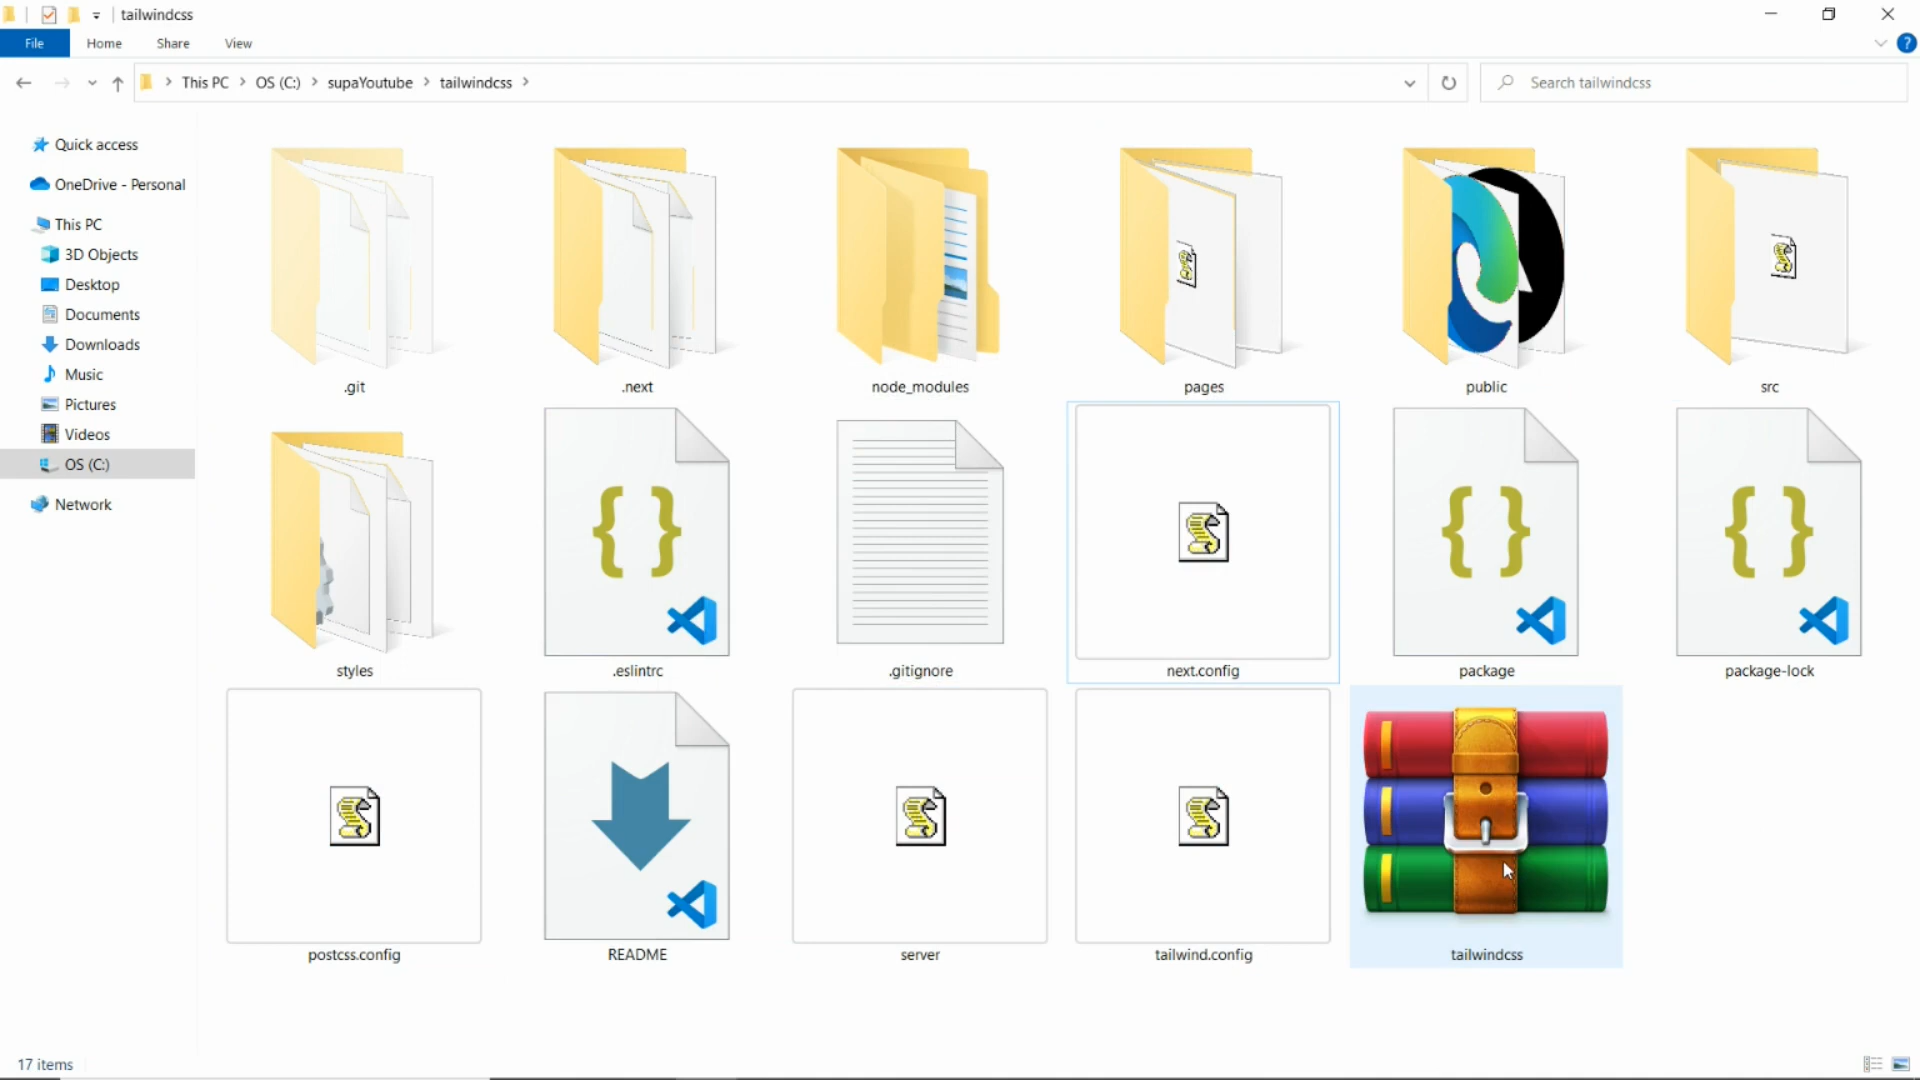 tailwindcss
File Home Share View ?
This PC OS (C:) supaYoutube tailwindcss Search tailwindcss
Quick access
OneDrive - Personal
This PC
3D Objects
Desktop
Documents
Downloads
Music
Pictures
Videos
OS (C:)
Network
.git .next node_modules pages public src
styles .eslintrc .gitignore next.config package package-lock
postcss.config README server tailwind.config tailwindcss
17 items